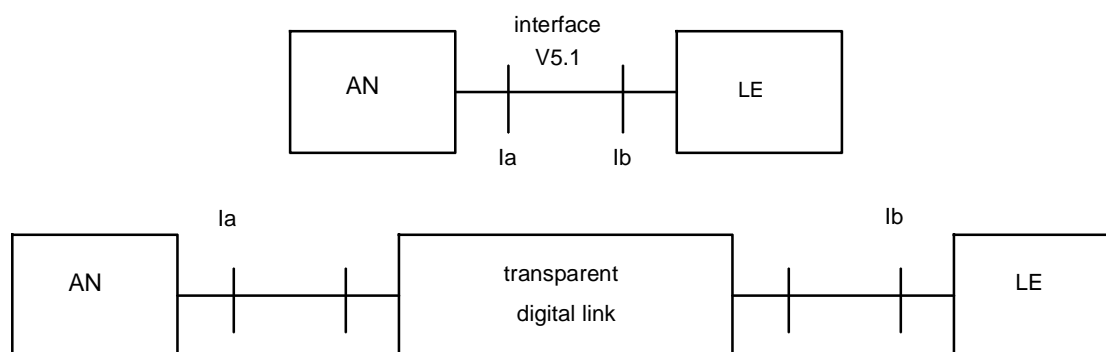 interface
V5.1
AN
LE
Ia
Ib
Ia
Ib
AN
transparent
digital link
LE